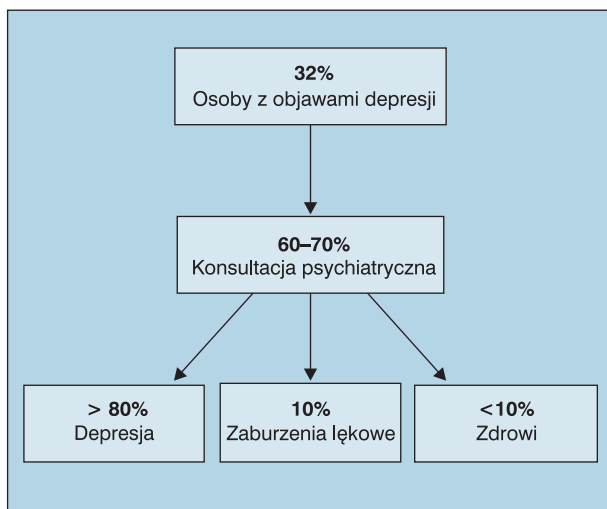 32%
Osoby z objawami depresji
60–70%
Konsultacja psychiatryczna
> 80%
Depresja
10%
Zaburzenia lękowe
<10%
Zdrowi